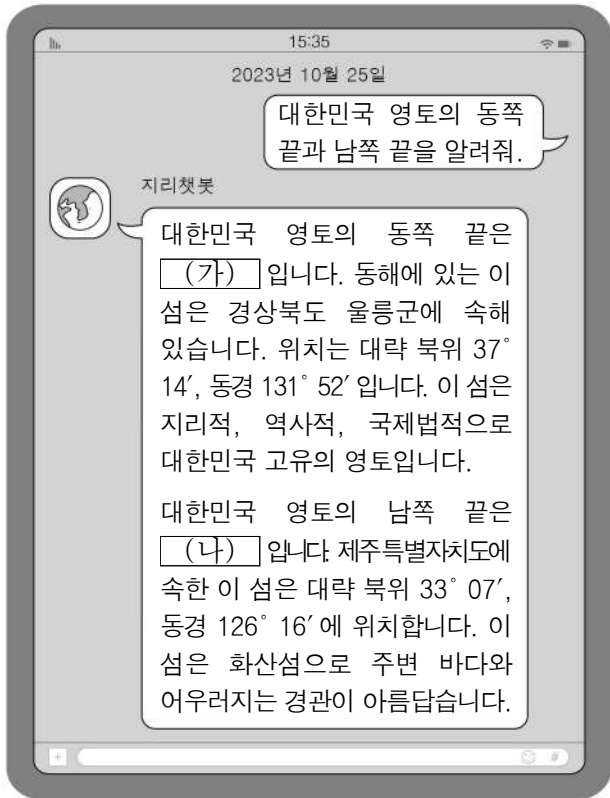 15:35
2023년 10월 25일
대한민국 영토의 동쪽
끝과 남쪽 끝을 알려줘.
지리챗봇
대한민국 영토의 동쪽 끝은
(가) 입니다. 동해에 있는 이
섬은 경상북도 울릉군에 속해
있습니다. 위치는 대략 북위 37°
14′, 동경 131° 52′ 입니다. 이 섬은
지리적, 역사적, 국제법적으로
대한민국 고유의 영토입니다.
대한민국 영토의 남쪽 끝은
(나) 입니다. 제주특별자치도에
속한 이 섬은 대략 북위 33° 07′,
동경 126° 16′ 에 위치합니다. 이
섬은 화산섬으로 주변 바다와
어우러지는 경관이 아름답습니다.
+ #